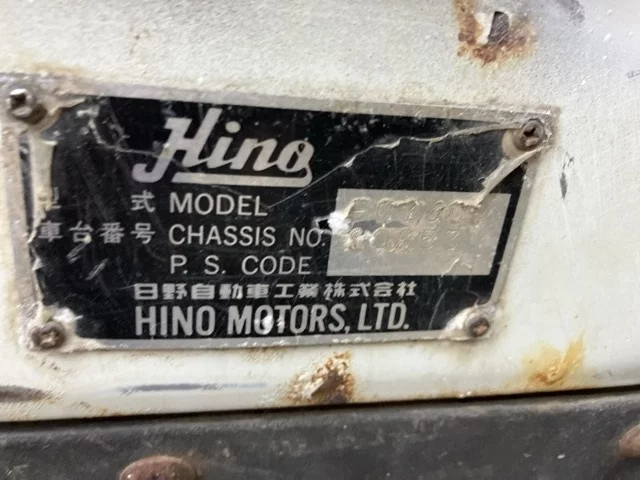 Hino
型 式 MODEL
車台番号 CHASSIS NO.
P. S. CODE
日野自動車工業株式会社
HINO MOTORS, LTD.